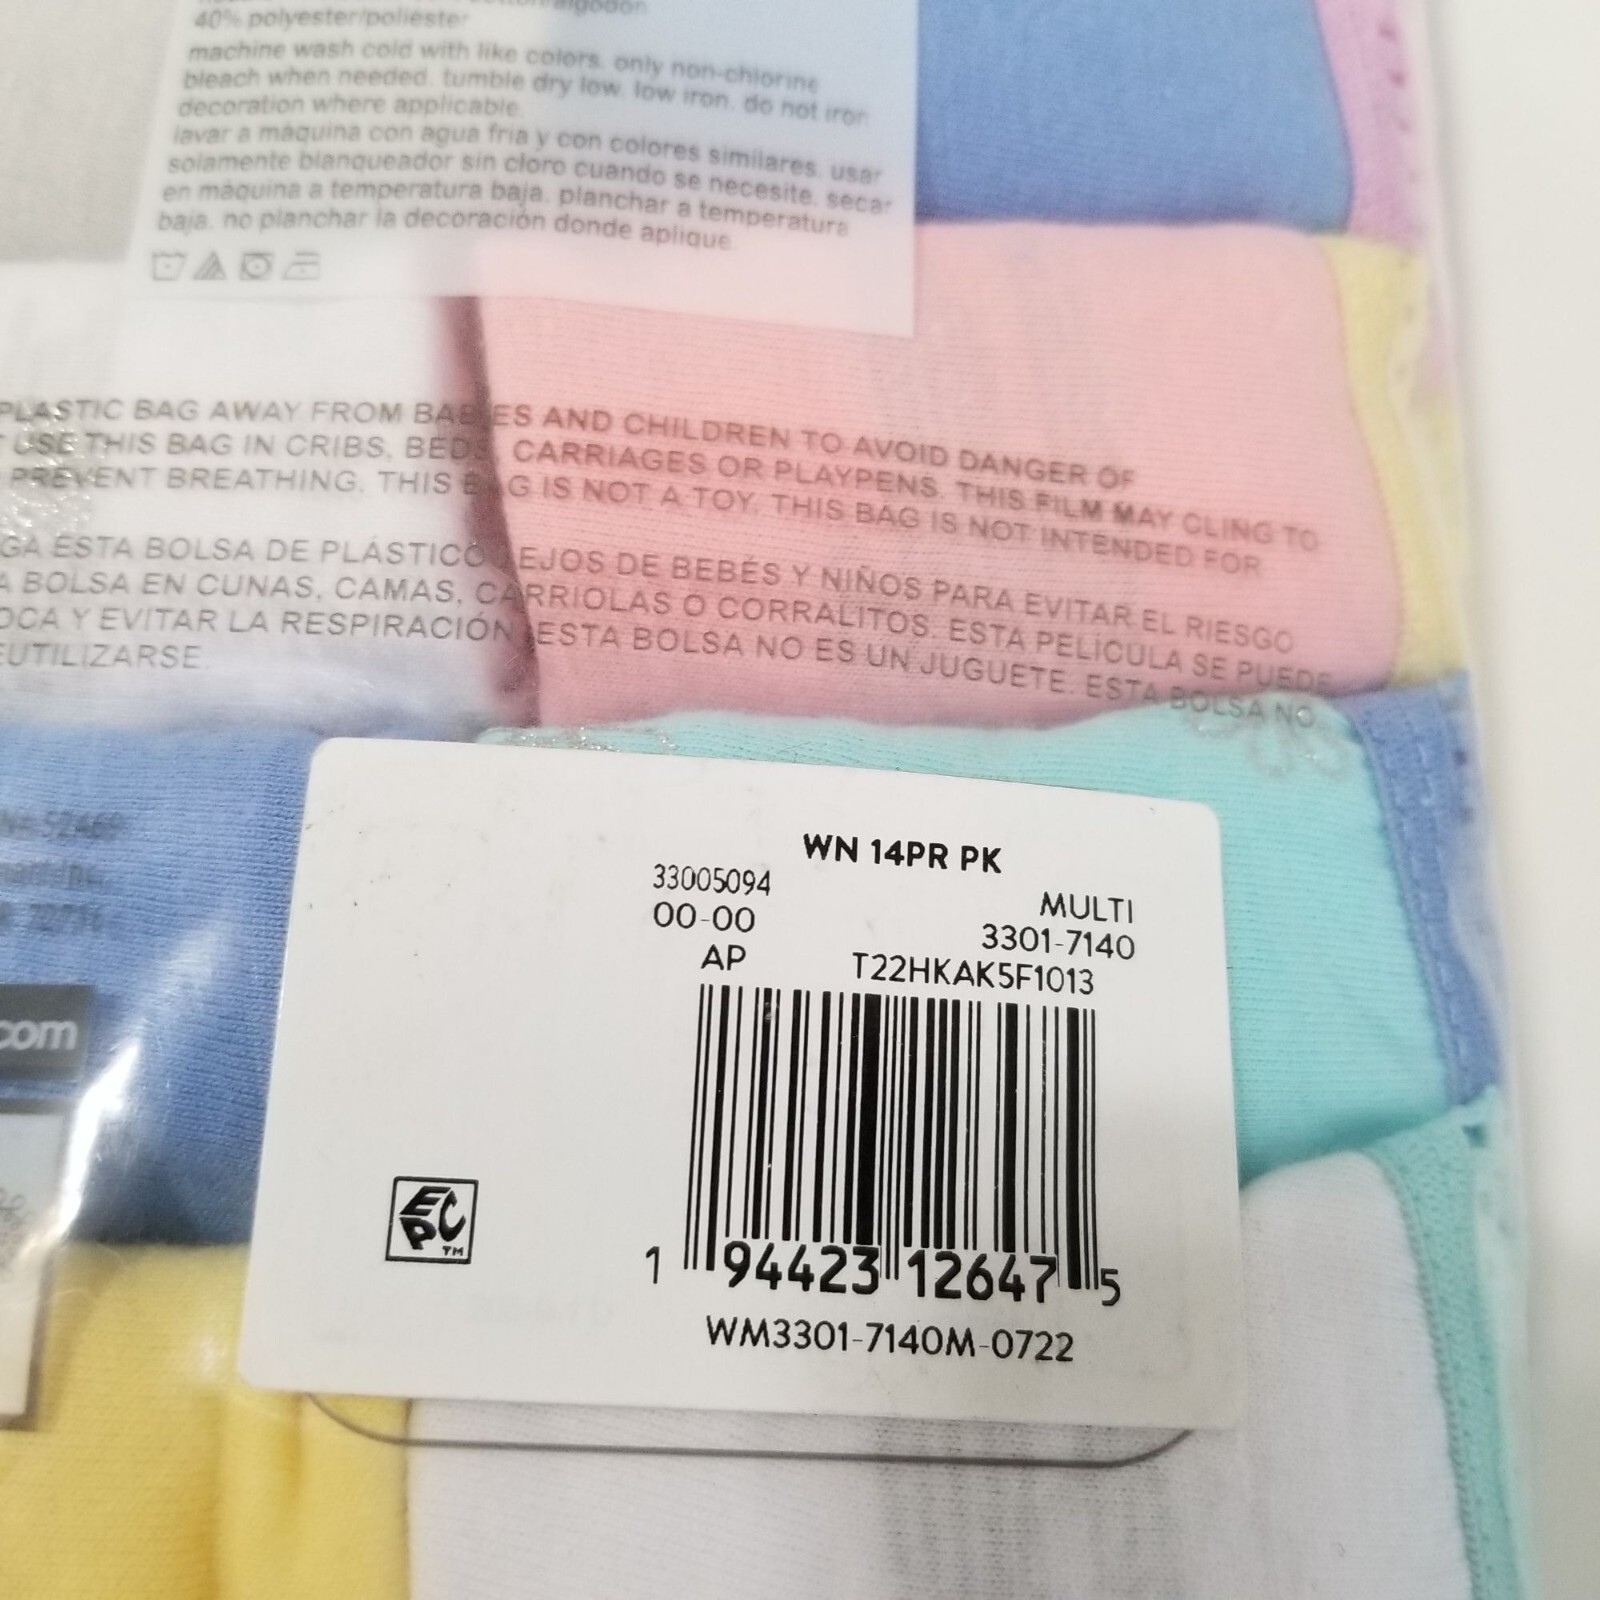 40% polyester/poliéster
machine wash cold with like colors. only non-chlorine
bleach when needed. tumble dry low. low iron. do not iron
decoration where applicable.
lavar a máquina con agua fría y con colores similares. usar
solamente blanqueador sin cloro cuando se necesite. secar
en máquina a temperatura baja. planchar a temperatura
baja. no planchar la decoración donde aplique.
PLASTIC BAG AWAY FROM BABIES AND CHILDREN TO AVOID DANGER OF
USE THIS BAG IN CRIBS, BEDS, CARRIAGES OR PLAYPENS. THIS FILM MAY CLING TO
PREVENT BREATHING. THIS BAG IS NOT A TOY. THIS BAG IS NOT INTENDED FOR
GA ESTA BOLSA DE PLÁSTICO LEJOS DE BEBÉS Y NIÑOS PARA EVITAR EL RIESGO
A BOLSA EN CUNAS, CAMAS, CARRIOLAS O CORRALITOS. ESTA PELÍCULA SE PUEDE
OCA Y EVITAR LA RESPIRACIÓN. ESTA BOLSA NO ES UN JUGUETE. ESTA BOLSA NO
EUTILIZARSE.
.com
WN 14PR PK
33005094 MULTI
00-00 3301-7140
AP T22HKAK5F1013
EPC™
1 94423 12647 5
WM3301-7140M-0722